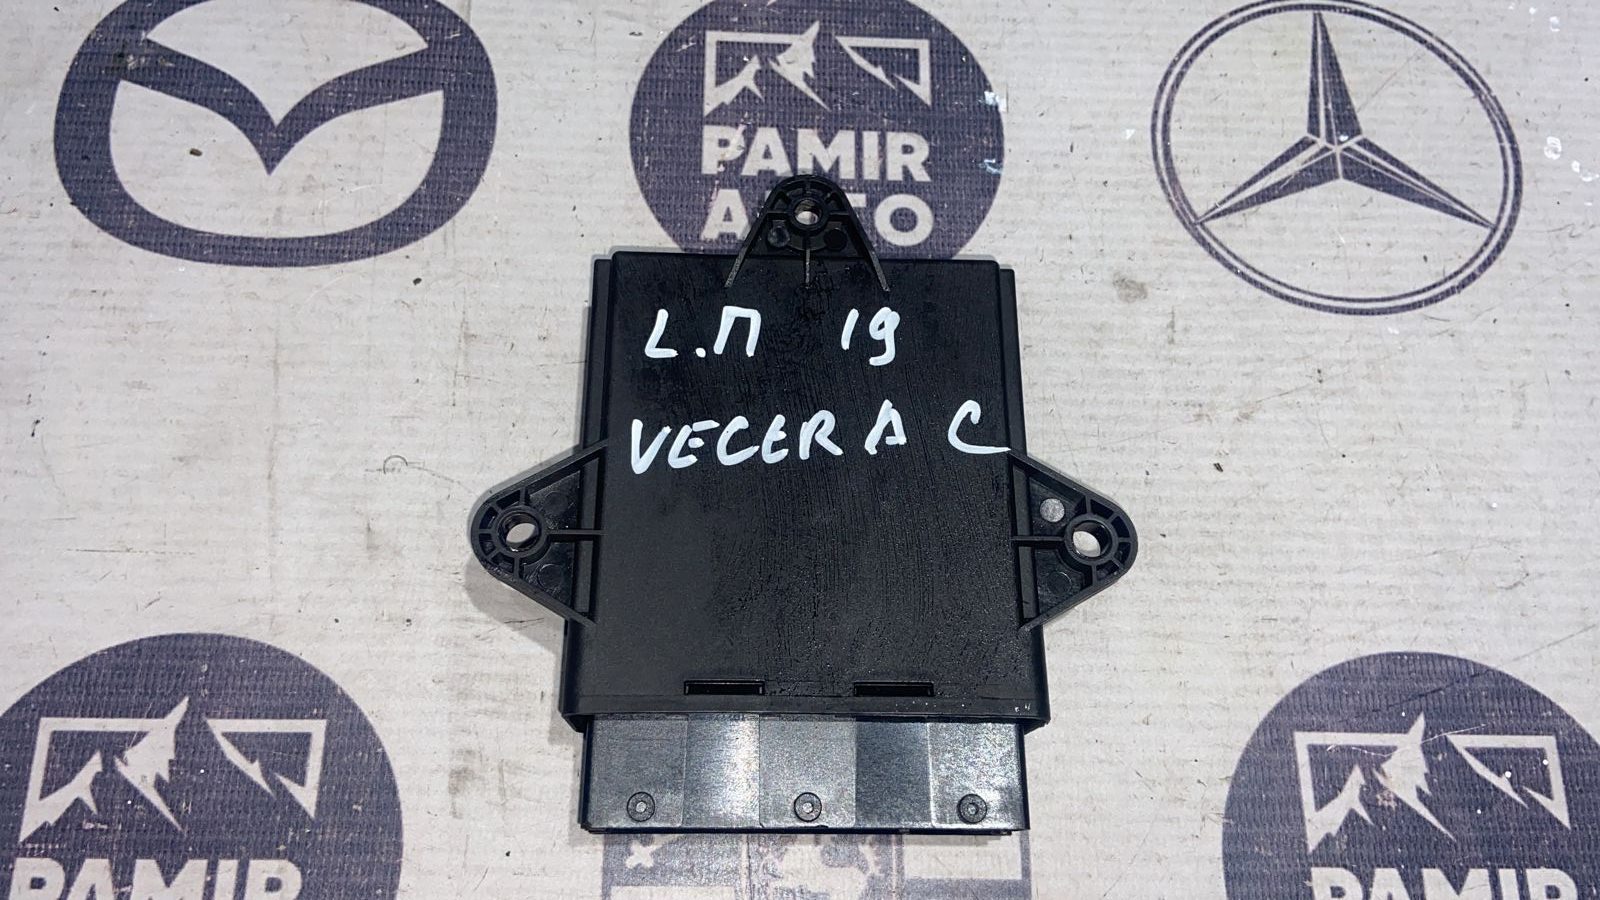 PAMIR
AUTO
L.П 19
VECERA C
PAMIR
PAMIR